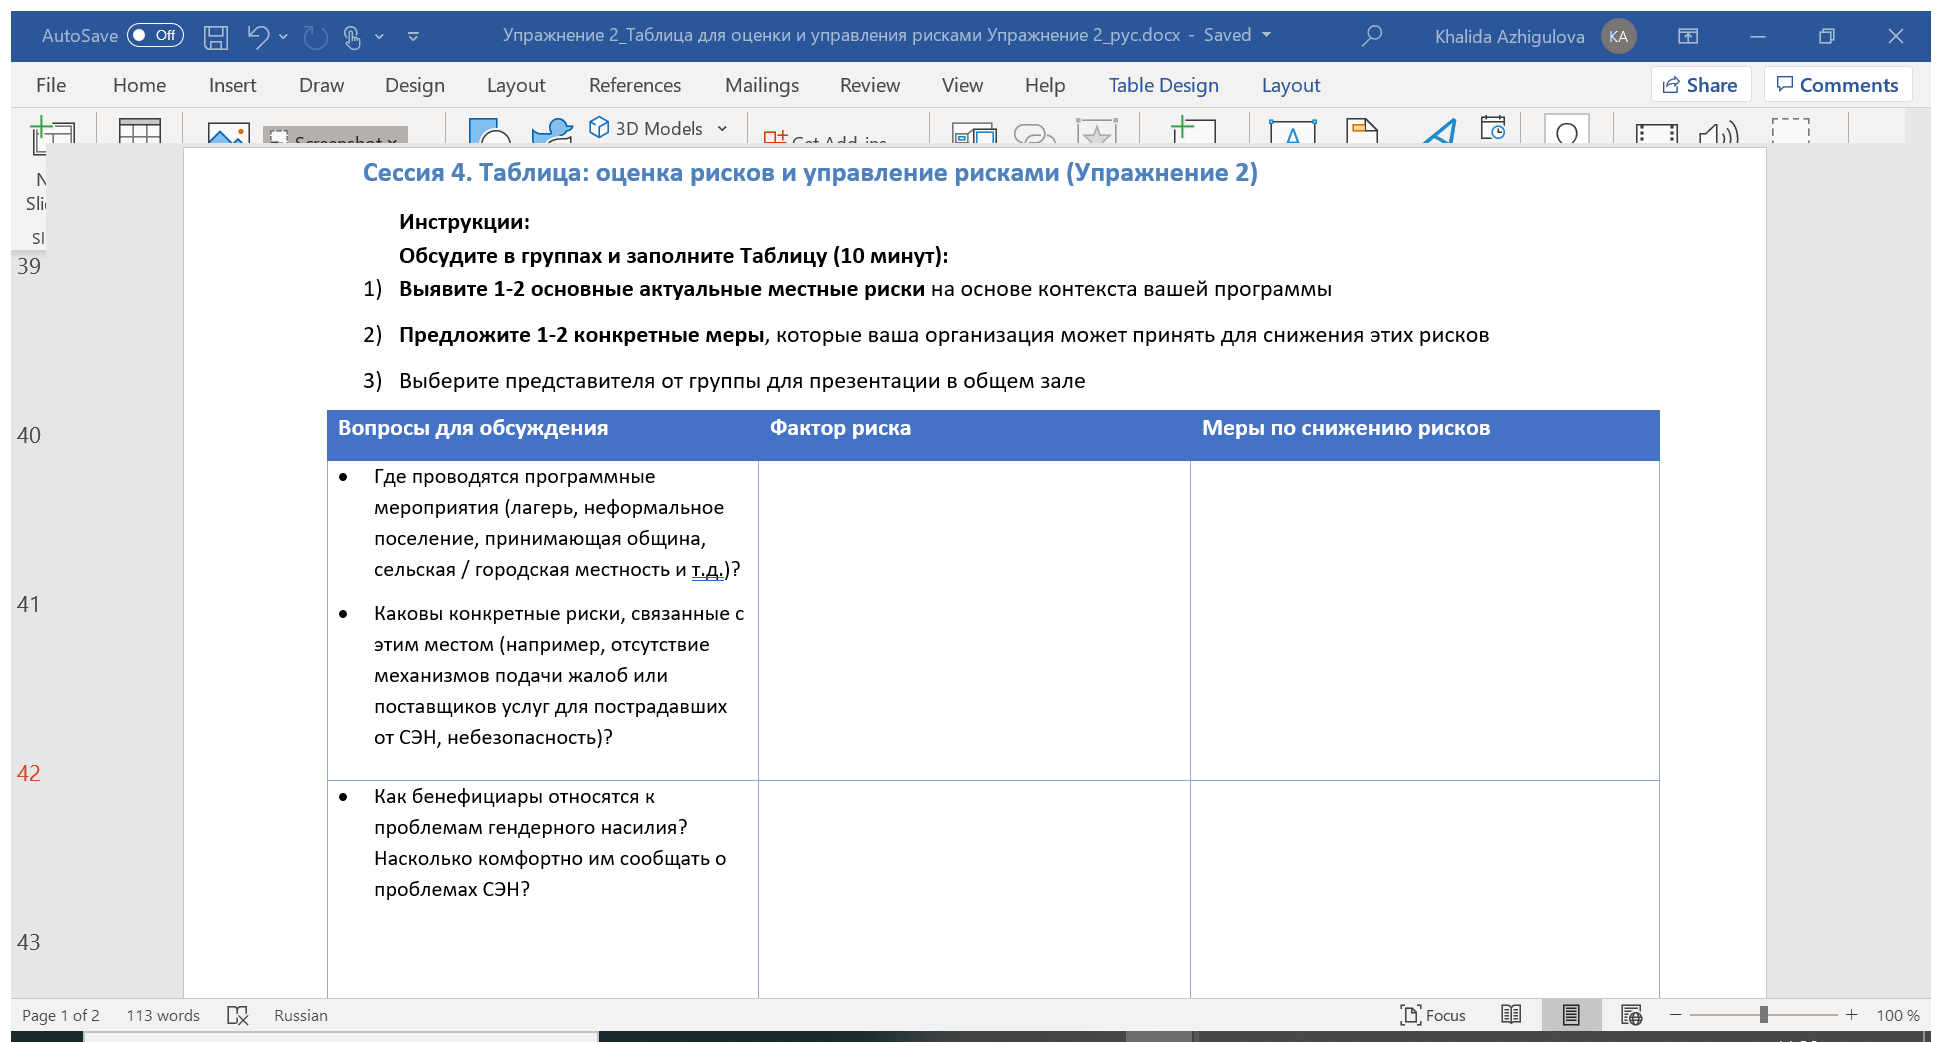 AutoSave Off Упражнение 2_Таблица для оценки и управления рисками Упражнение 2_рус.docx - Saved Khalida Azhigulova KA
File Home Insert Draw Design Layout References Mailings Review View Help Table Design Layout Share Comments
Screenshot 3D Models Get Add-ins
N
Sli
Sl
39
40
41
42
43
Сессия 4. Таблица: оценка рисков и управление рисками (Упражнение 2)
Инструкции:
Обсудите в группах и заполните Таблицу (10 минут):
1) Выявите 1-2 основные актуальные местные риски на основе контекста вашей программы
2) Предложите 1-2 конкретные меры, которые ваша организация может принять для снижения этих рисков
3) Выберите представителя от группы для презентации в общем зале
Вопросы для обсуждения Фактор риска Меры по снижению рисков
• Где проводятся программные
мероприятия (лагерь, неформальное
поселение, принимающая община,
сельская / городская местность и т.д.)?
• Каковы конкретные риски, связанные с
этим местом (например, отсутствие
механизмов подачи жалоб или
поставщиков услуг для пострадавших
от СЭН, небезопасность)?
• Как бенефициары относятся к
проблемам гендерного насилия?
Насколько комфортно им сообщать о
проблемах СЭН?
Page 1 of 2 113 words Russian Focus 100 %